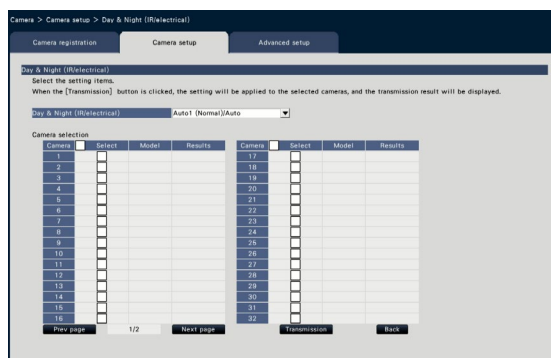 Camera > Camera setup > Day & Night (IR/electrical)
Camera registration Camera setup Advanced setup
Day & Night (IR/electrical)
Select the setting items.
When the [Transmission] button is clicked, the setting will be applied to the selected cameras, and the transmission result will be displayed.
Day & Night (IR/electrical) Auto1 (Normal)/Auto
Camera selection
Camera Select Model Results Camera Select Model Results
1 17
2 18
3 19
4 20
5 21
6 22
7 23
8 24
9 25
10 26
11 27
12 28
13 29
14 30
15 31
16 32
Prev page 1/2 Next page Transmission Back